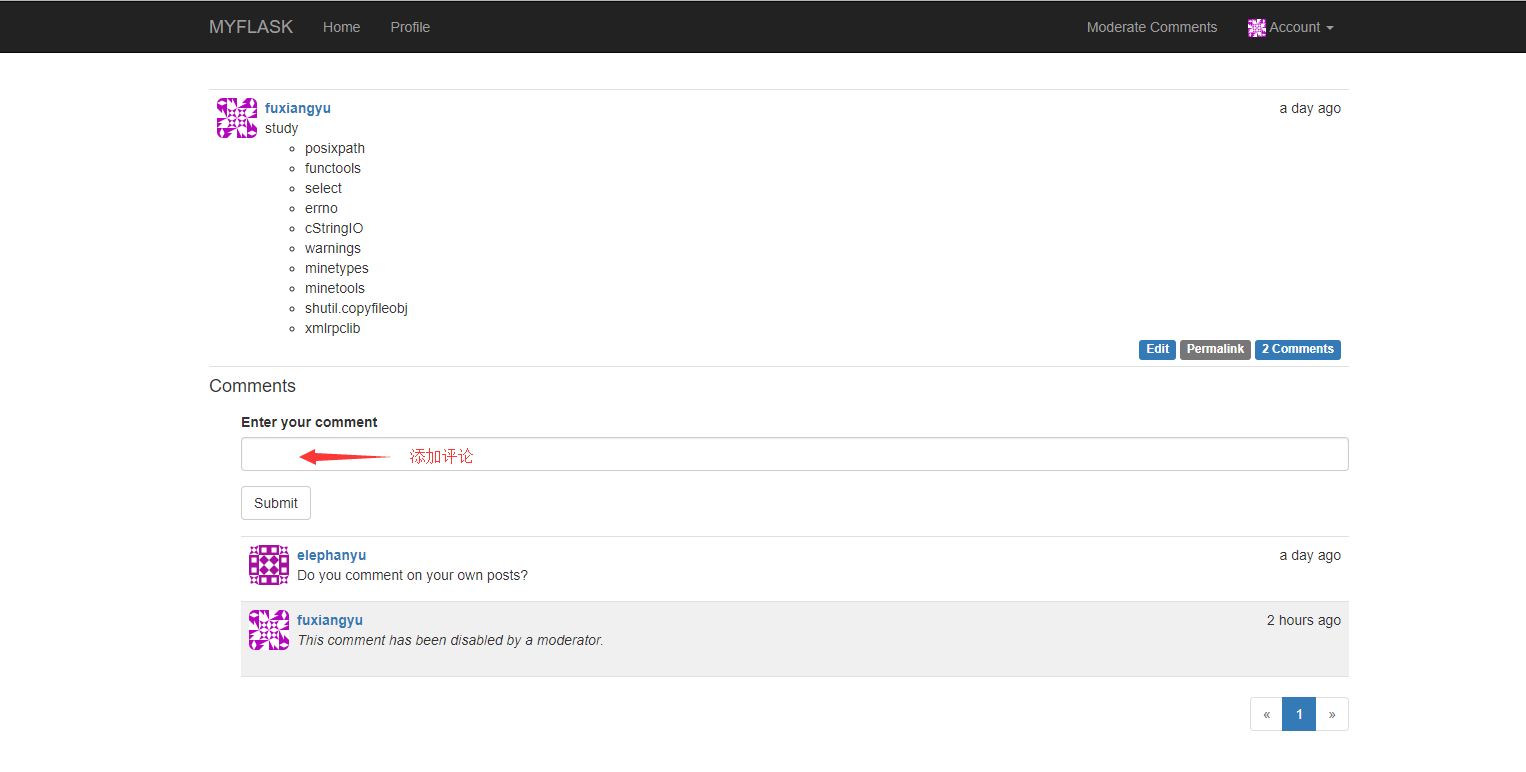 MYFLASK Home Profile Moderate Comments Account
fuxiangyu a day ago
study
posixpath
functools
select
errno
cStringIO
warnings
minetypes
minetools
shutil.copyfileobj
xmlrpclib
Edit Permalink 2 Comments
Comments
Enter your comment
添加评论
Submit
elephanyu a day ago
Do you comment on your own posts?
fuxiangyu 2 hours ago
This comment has been disabled by a moderator.
« 1 »